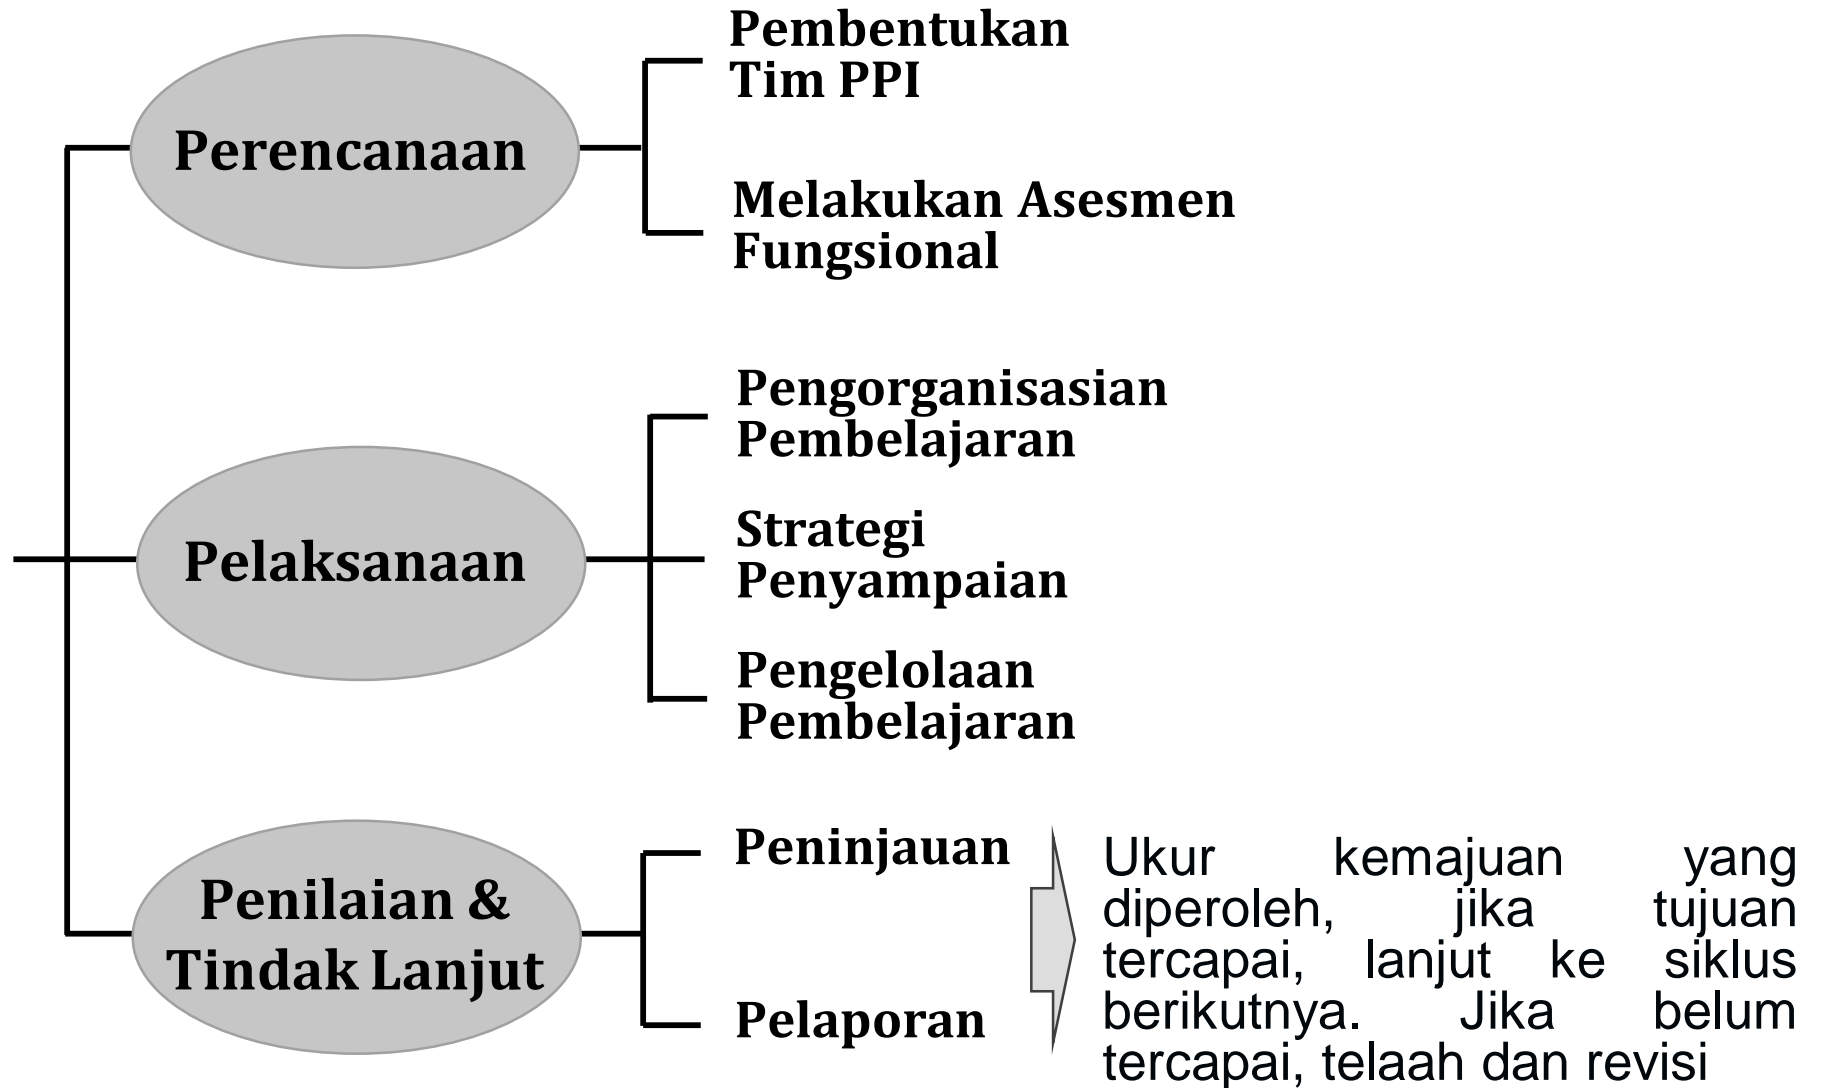 Perencanaan
Pembentukan
Tim PPI
Melakukan Asesmen
Fungsional
Pelaksanaan
Pengorganisasian
Pembelajaran
Strategi
Penyampaian
Pengelolaan
Pembelajaran
Penilaian &
Tindak Lanjut
Peninjauan
Pelaporan
Ukur kemajuan yang
diperoleh, jika tujuan
tercapai, lanjut ke siklus
berikutnya. Jika belum
tercapai, telaah dan revisi